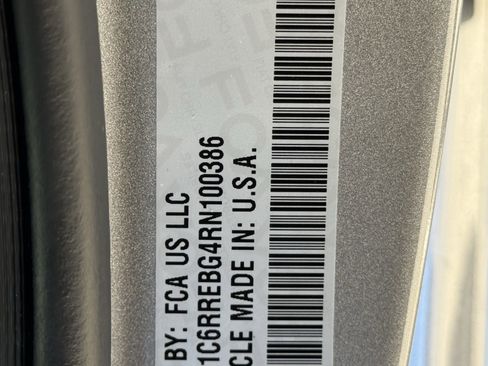 BY: FCA US LLC
1C6RREBG4RN100386
CLE MADE IN: U.S.A.